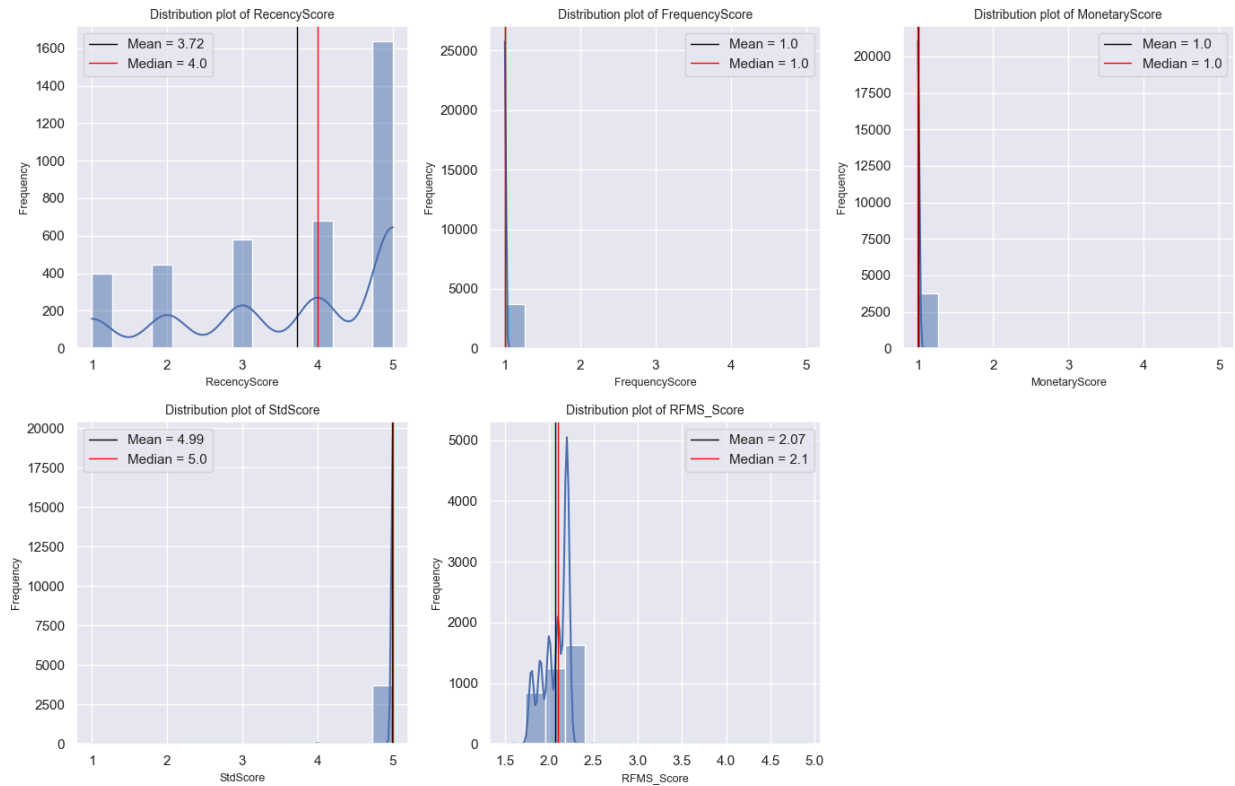 Distribution plot of RecencyScore
Mean = 3.72
Median = 4.0
1600
1400
1200
1000
800
600
400
200
0
Frequency
1 2 3 4 5
RecencyScore
Distribution plot of FrequencyScore
Mean = 1.0
Median = 1.0
25000
20000
15000
10000
5000
0
Frequency
1 2 3 4 5
FrequencyScore
Distribution plot of MonetaryScore
Mean = 1.0
Median = 1.0
20000
17500
15000
12500
10000
7500
5000
2500
0
Frequency
1 2 3 4 5
MonetaryScore
Distribution plot of StdScore
Mean = 4.99
Median = 5.0
20000
17500
15000
12500
10000
7500
5000
2500
0
Frequency
1 2 3 4 5
StdScore
Distribution plot of RFMS_Score
Mean = 2.07
Median = 2.1
5000
4000
3000
2000
1000
0
Frequency
1.5 2.0 2.5 3.0 3.5 4.0 4.5 5.0
RFMS_Score